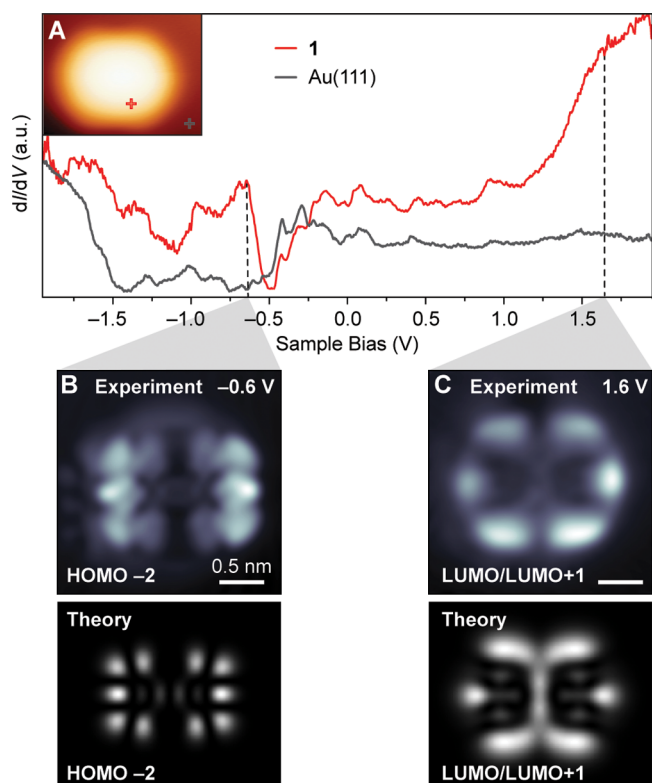 A
1
Au(111)
dI/dV (a.u.)
–1.5 –1.0 –0.5 0.0 0.5 1.0 1.5
Sample Bias (V)
B Experiment –0.6 V
HOMO –2 0.5 nm
C Experiment 1.6 V
LUMO/LUMO+1
Theory
HOMO –2
Theory
LUMO/LUMO+1